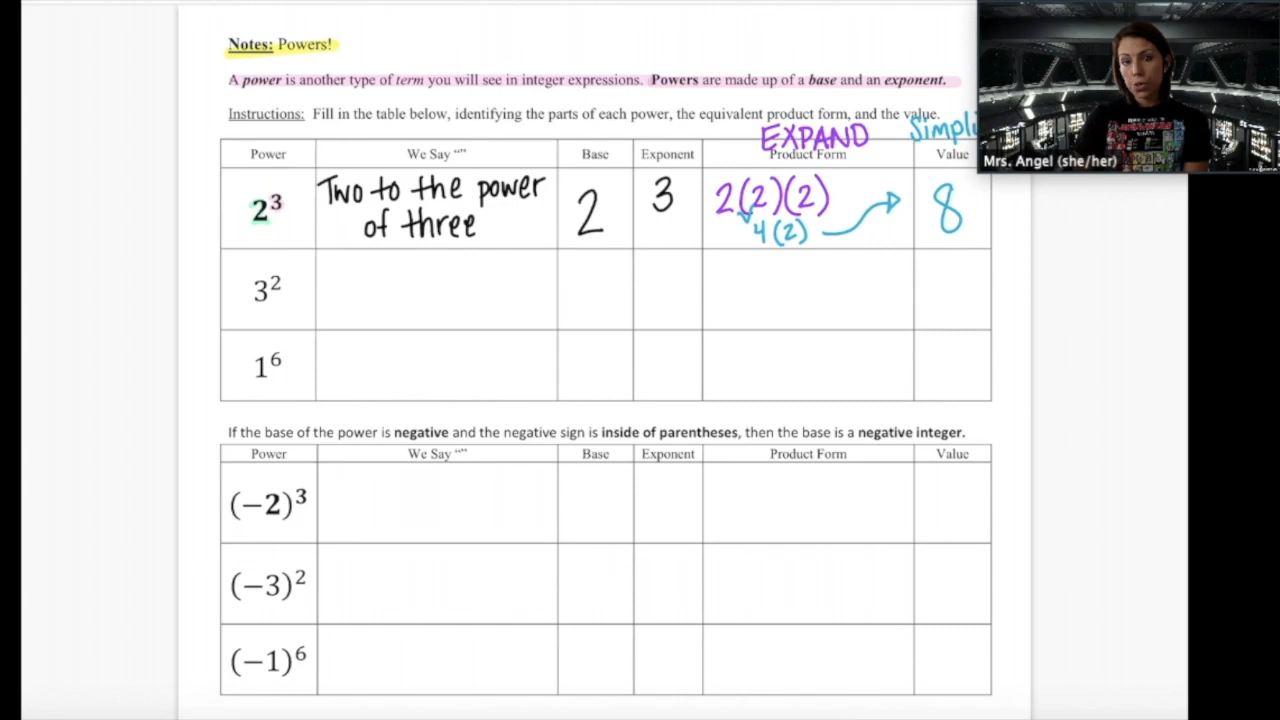 Notes: Powers!
A power is another type of term you will see in integer expressions. Powers are made up of a base and an exponent.
Instructions: Fill in the table below, identifying the parts of each power, the equivalent product form, and the value.
EXPAND Simpli
Power We Say “” Base Exponent Product Form Value
2³ Two to the power of three 2 3 2(2)(2) 8
4(2)
3²
1⁶
If the base of the power is negative and the negative sign is inside of parentheses, then the base is a negative integer.
Power We Say “” Base Exponent Product Form Value
(−2)³
(−3)²
(−1)⁶
Mrs. Angel (she/her)